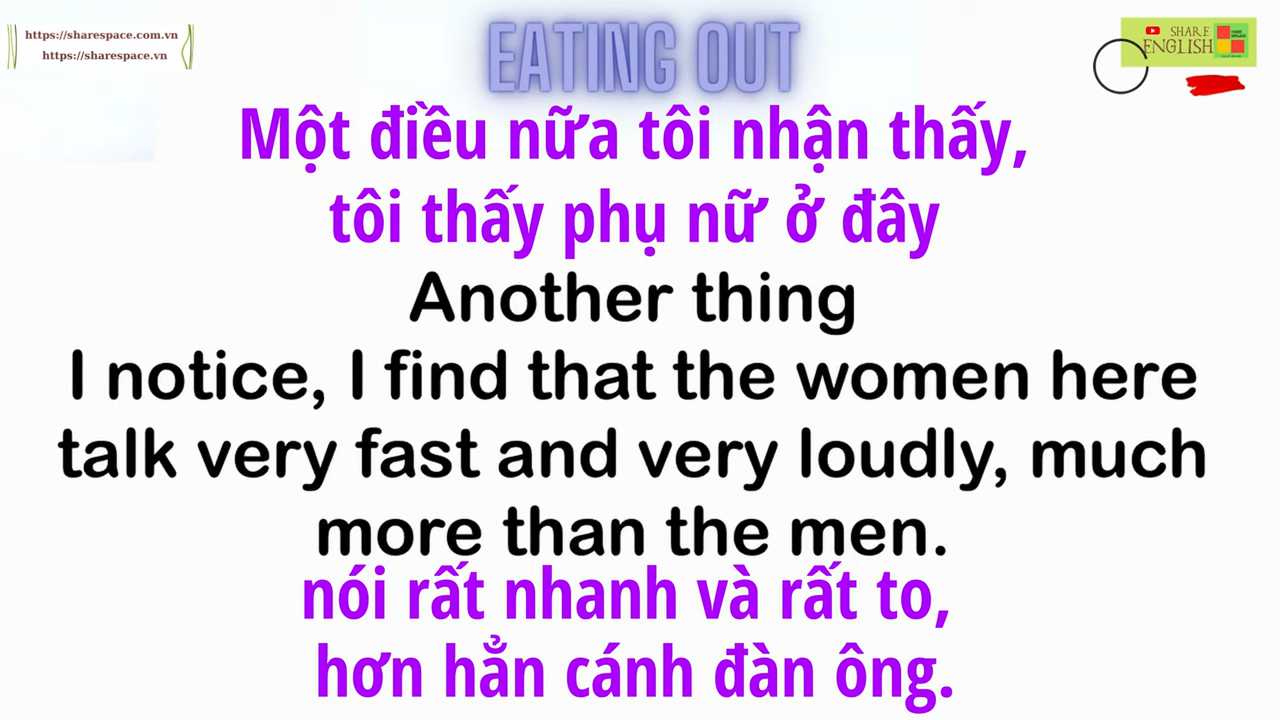 https://sharespace.com.vn
https://sharespace.vn
EATING OUT
SHARE
ENGLISH
Một điều nữa tôi nhận thấy,
tôi thấy phụ nữ ở đây
Another thing
I notice, I find that the women here
talk very fast and very loudly, much
more than the men.
nói rất nhanh và rất to,
hơn hẳn cánh đàn ông.